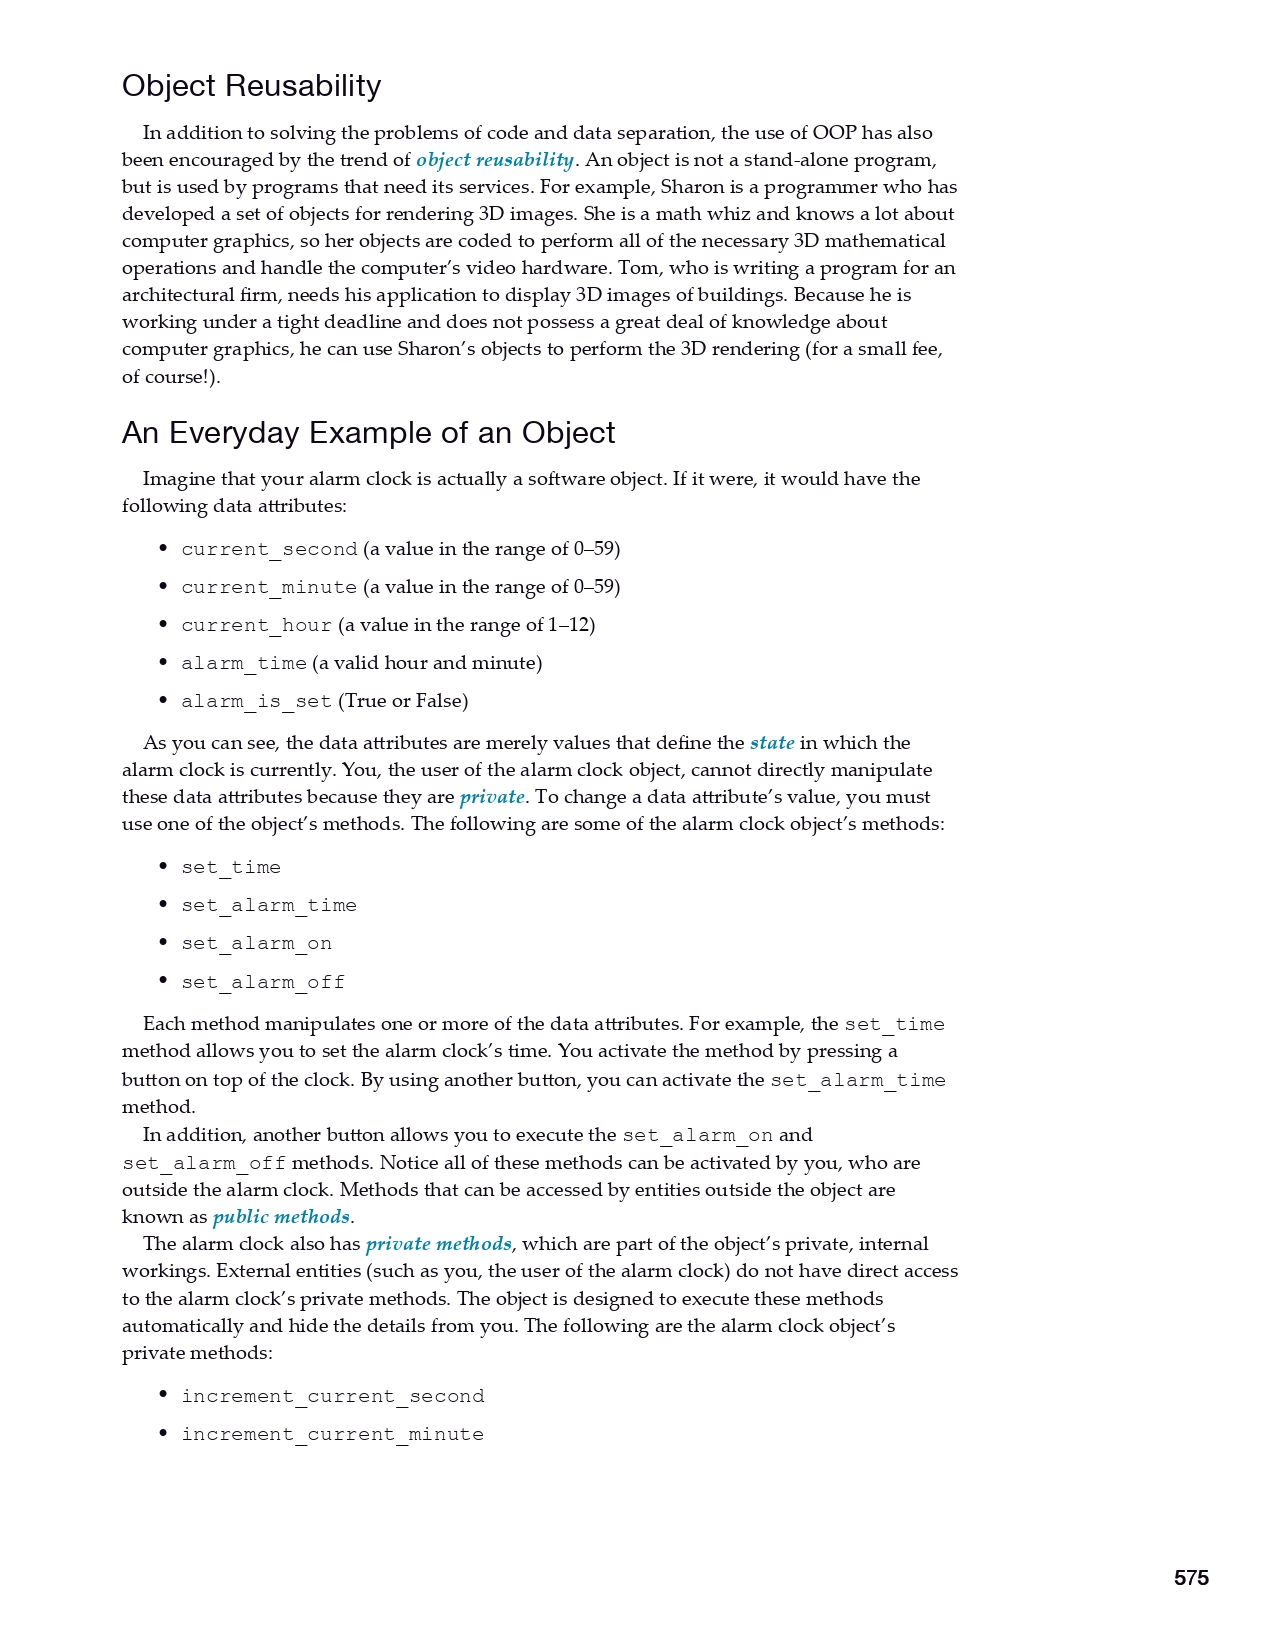 Object Reusability
In addition to solving the problems of code and data separation, the use of OOP has also
been encouraged by the trend of object reusability. An object is not a stand-alone program,
but is used by programs that need its services. For example, Sharon is a programmer who has
developed a set of objects for rendering 3D images. She is a math whiz and knows a lot about
computer graphics, so her objects are coded to perform all of the necessary 3D mathematical
operations and handle the computer’s video hardware. Tom, who is writing a program for an
architectural firm, needs his application to display 3D images of buildings. Because he is
working under a tight deadline and does not possess a great deal of knowledge about
computer graphics, he can use Sharon’s objects to perform the 3D rendering (for a small fee,
of course!).
An Everyday Example of an Object
Imagine that your alarm clock is actually a software object. If it were, it would have the
following data attributes:
• current_second (a value in the range of 0–59)
• current_minute (a value in the range of 0–59)
• current_hour (a value in the range of 1–12)
• alarm_time (a valid hour and minute)
• alarm_is_set (True or False)
As you can see, the data attributes are merely values that define the state in which the
alarm clock is currently. You, the user of the alarm clock object, cannot directly manipulate
these data attributes because they are private. To change a data attribute’s value, you must
use one of the object’s methods. The following are some of the alarm clock object’s methods:
• set_time
• set_alarm_time
• set_alarm_on
• set_alarm_off
Each method manipulates one or more of the data attributes. For example, the set_time
method allows you to set the alarm clock’s time. You activate the method by pressing a
button on top of the clock. By using another button, you can activate the set_alarm_time
method.
In addition, another button allows you to execute the set_alarm_on and
set_alarm_off methods. Notice all of these methods can be activated by you, who are
outside the alarm clock. Methods that can be accessed by entities outside the object are
known as public methods.
The alarm clock also has private methods, which are part of the object’s private, internal
workings. External entities (such as you, the user of the alarm clock) do not have direct access
to the alarm clock’s private methods. The object is designed to execute these methods
automatically and hide the details from you. The following are the alarm clock object’s
private methods:
• increment_current_second
• increment_current_minute
575